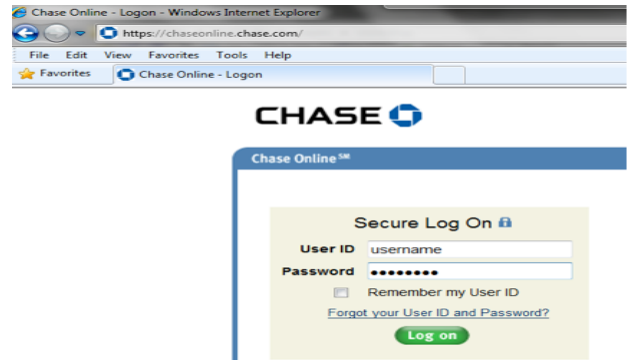 Chase Online - Logon - Windows Internet Explorer
https://chaseonline.chase.com/
File Edit View Favorites Tools Help
Favorites Chase Online - Logon
CHASE
Chase Online℠
Secure Log On
User ID username
Password ••••••••
Remember my User ID
Forgot your User ID and Password?
Log on